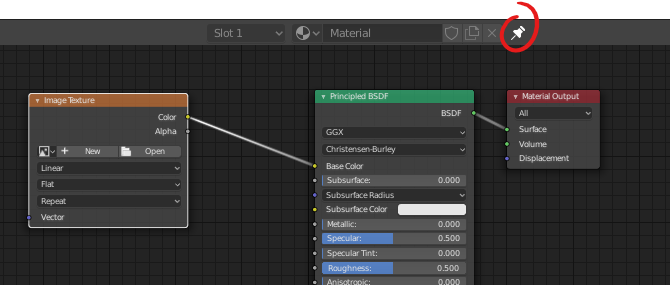 Slot 1
Material
Image Texture
Color
Alpha
New
Open
Linear
Flat
Repeat
Vector
Principled BSDF
BSDF
GGX
Christensen-Burley
Base Color
Subsurface: 0.000
Subsurface Radius
Subsurface Color
Metallic: 0.000
Specular: 0.500
Specular Tint: 0.000
Roughness: 0.500
Anisotropic: 0.000
Material Output
All
Surface
Volume
Displacement